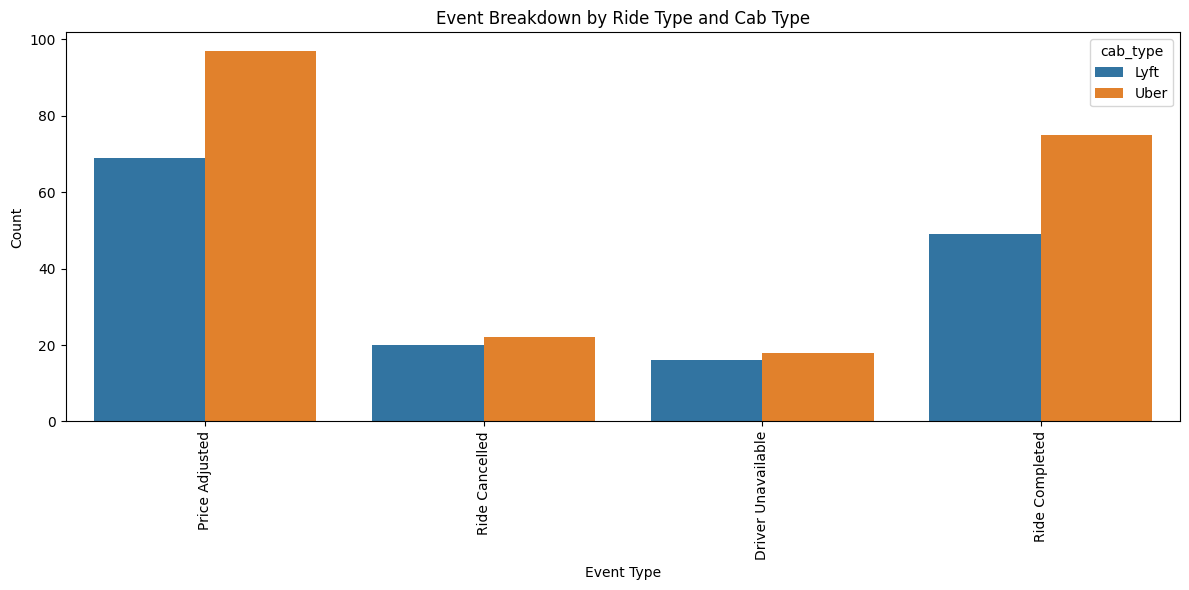 Event Breakdown by Ride Type and Cab Type
cab_type
Lyft
Uber
100
80
60
40
20
0
Count
Price Adjusted
Ride Cancelled
Driver Unavailable
Ride Completed
Event Type